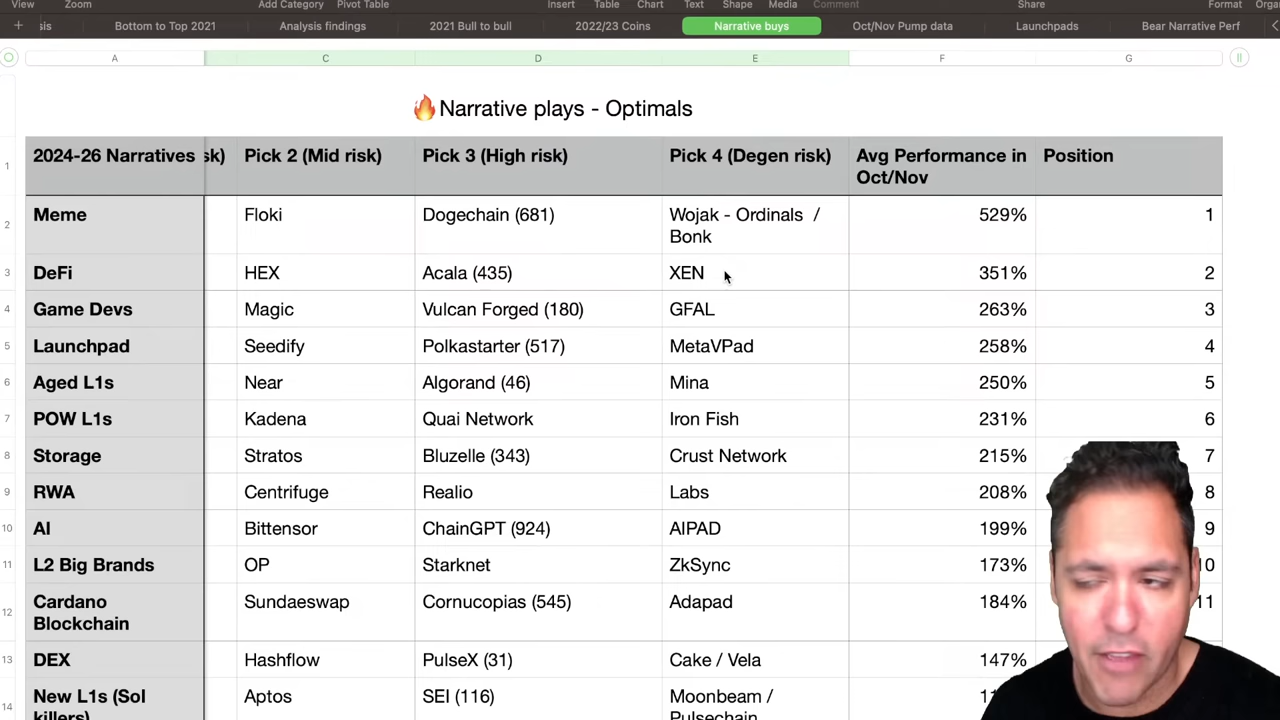 View Zoom Add Category Pivot Table Insert Table Chart Text Shape Media Comment Share Format
+ sis Bottom to Top 2021 Analysis findings 2021 Bull to bull 2022/23 Coins Narrative buys Oct/Nov Pump data Launchpads Bear Narrative Perf
A C D E F G
🔥Narrative plays - Optimals
1 2024-26 Narratives sk) Pick 2 (Mid risk) Pick 3 (High risk) Pick 4 (Degen risk) Avg Performance in Position
Oct/Nov
2 Meme Floki Dogechain (681) Wojak - Ordinals / 529% 1
Bonk
3 DeFi HEX Acala (435) XEN 351% 2
4 Game Devs Magic Vulcan Forged (180) GFAL 263% 3
5 Launchpad Seedify Polkastarter (517) MetaVPad 258% 4
6 Aged L1s Near Algorand (46) Mina 250% 5
7 POW L1s Kadena Quai Network Iron Fish 231% 6
8 Storage Stratos Bluzelle (343) Crust Network 215% 7
9 RWA Centrifuge Realio Labs 208% 8
10 AI Bittensor ChainGPT (924) AIPAD 199% 9
11 L2 Big Brands OP Starknet ZkSync 173% 10
12 Cardano Sundaeswap Cornucopias (545) Adapad 184% 11
Blockchain
13 DEX Hashflow PulseX (31) Cake / Vela 147%
14 New L1s (Sol Aptos SEI (116) Moonbeam /
killers) Pulsechain